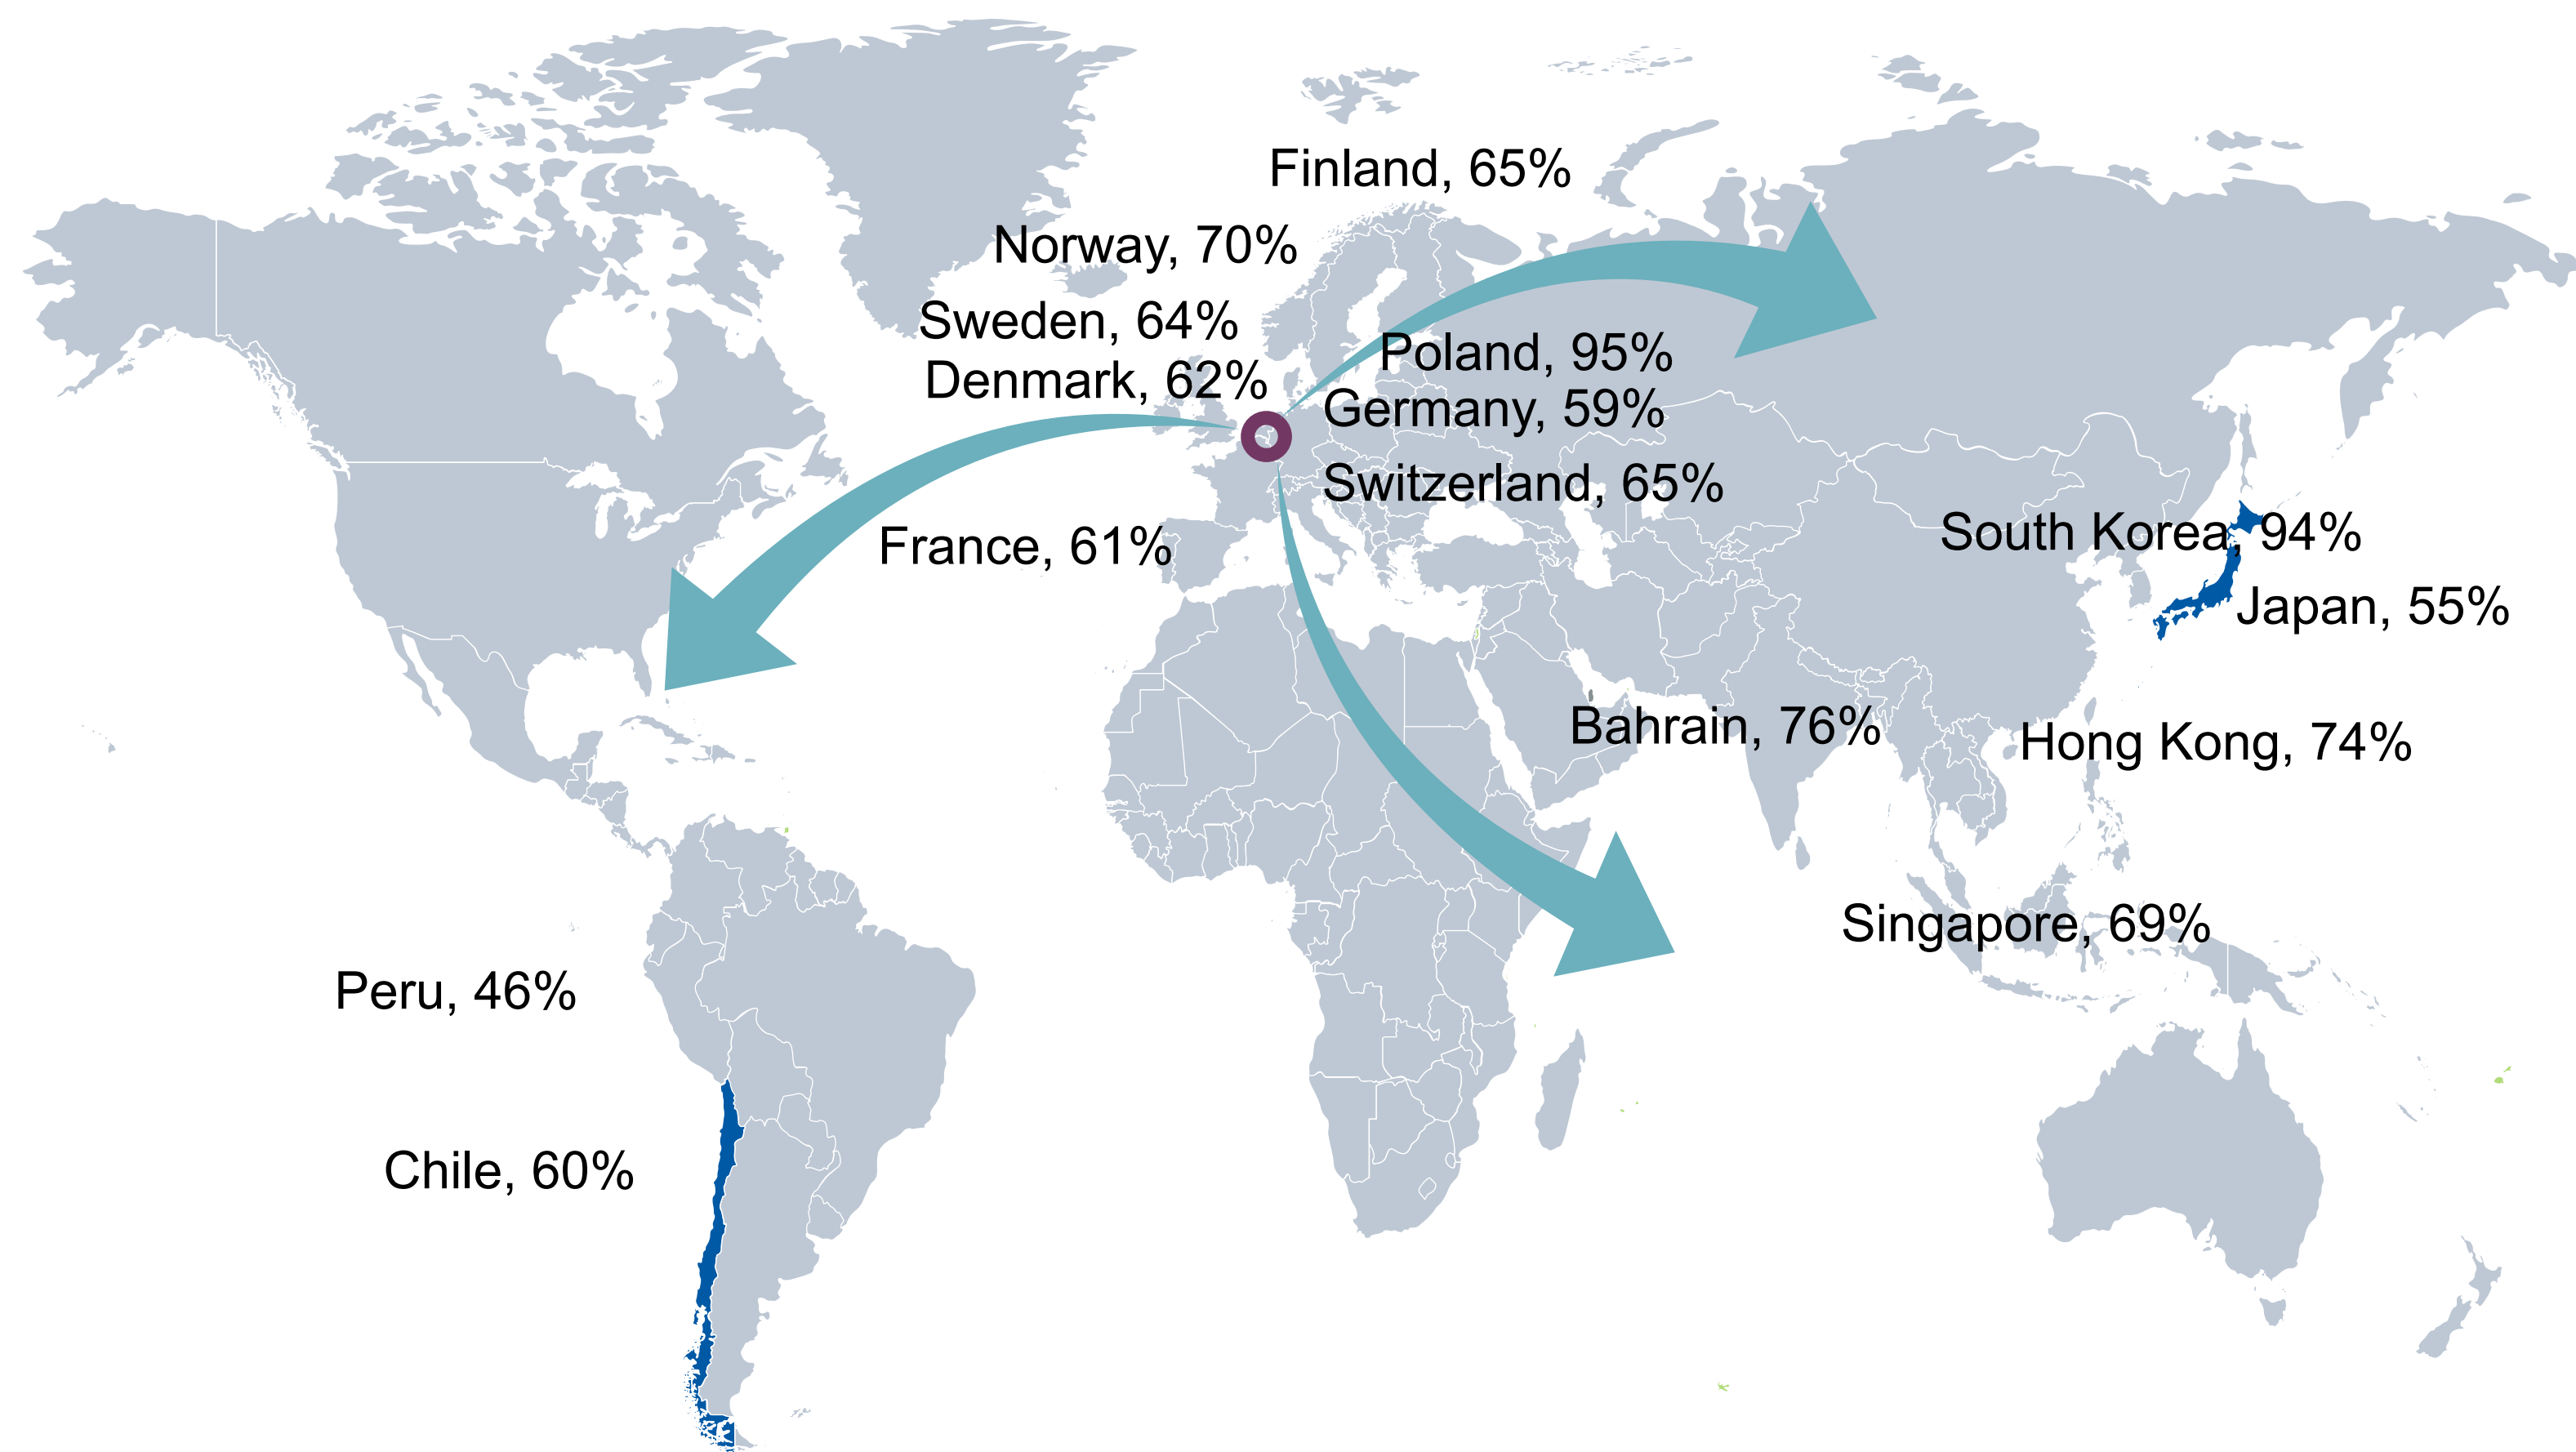 Finland, 65%
Norway, 70%
Sweden, 64%
Poland, 95%
Denmark, 62%
Germany, 59%
Switzerland, 65%
South Korea, 94%
France, 61%
Japan, 55%
Bahrain, 76%
Hong Kong, 74%
Singapore, 69%
Peru, 46%
Chile, 60%